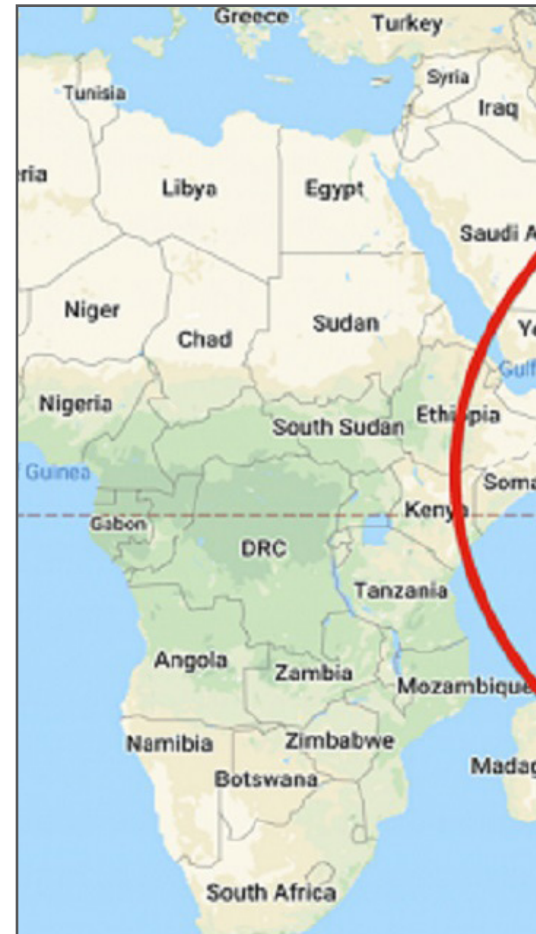 Greece
Turkey
Syria
Tunisia
Iraq
ria
Libya
Egypt
Saudi A
Niger
Chad
Sudan
Ye
Gulf
Nigeria
Ethiopia
South Sudan
f Guinea
Soma
Kenya
Gabon
DRC
Tanzania
Angola
Zambia
Mozambique
Namibia
Zimbabwe
Madag
Botswana
South Africa